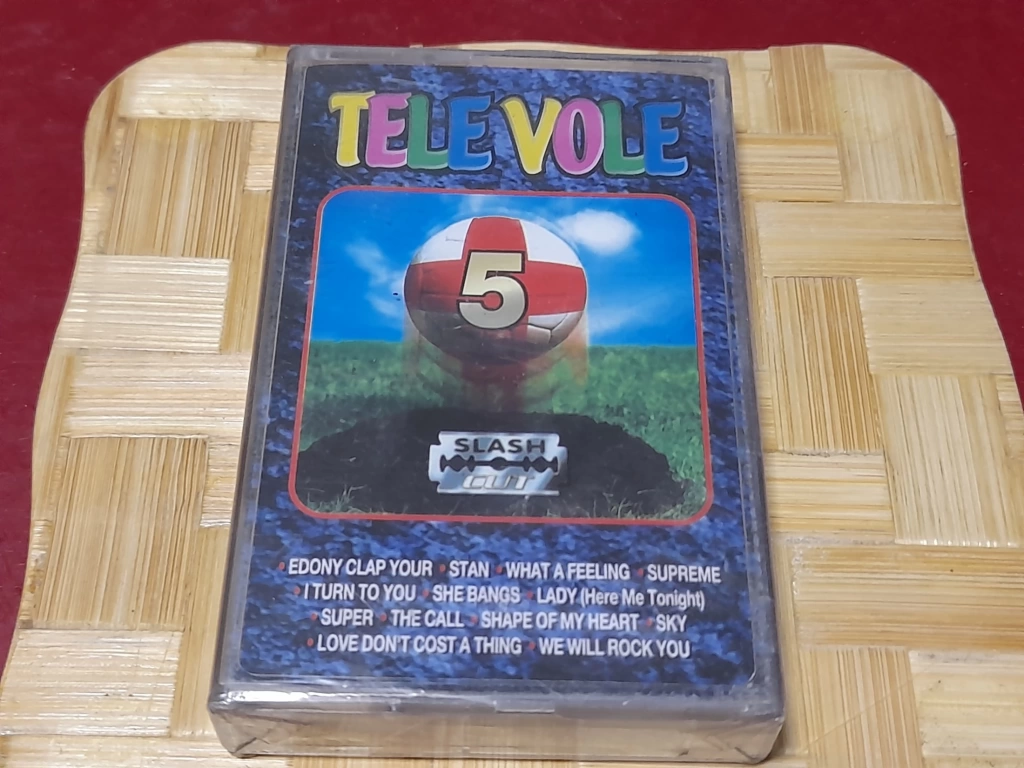 TELE VOLE
5
SLASH
CUT
• EDONY CLAP YOUR • STAN • WHAT A FEELING • SUPREME
• I TURN TO YOU • SHE BANGS • LADY (Here Me Tonight)
• SUPER • THE CALL • SHAPE OF MY HEART • SKY
• LOVE DON'T COST A THING • WE WILL ROCK YOU